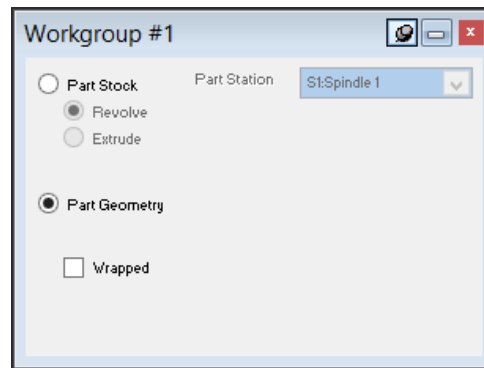 Workgroup #1
Part Stock
Part Station
S1:Spindle 1
Revolve
Extrude
Part Geometry
Wrapped